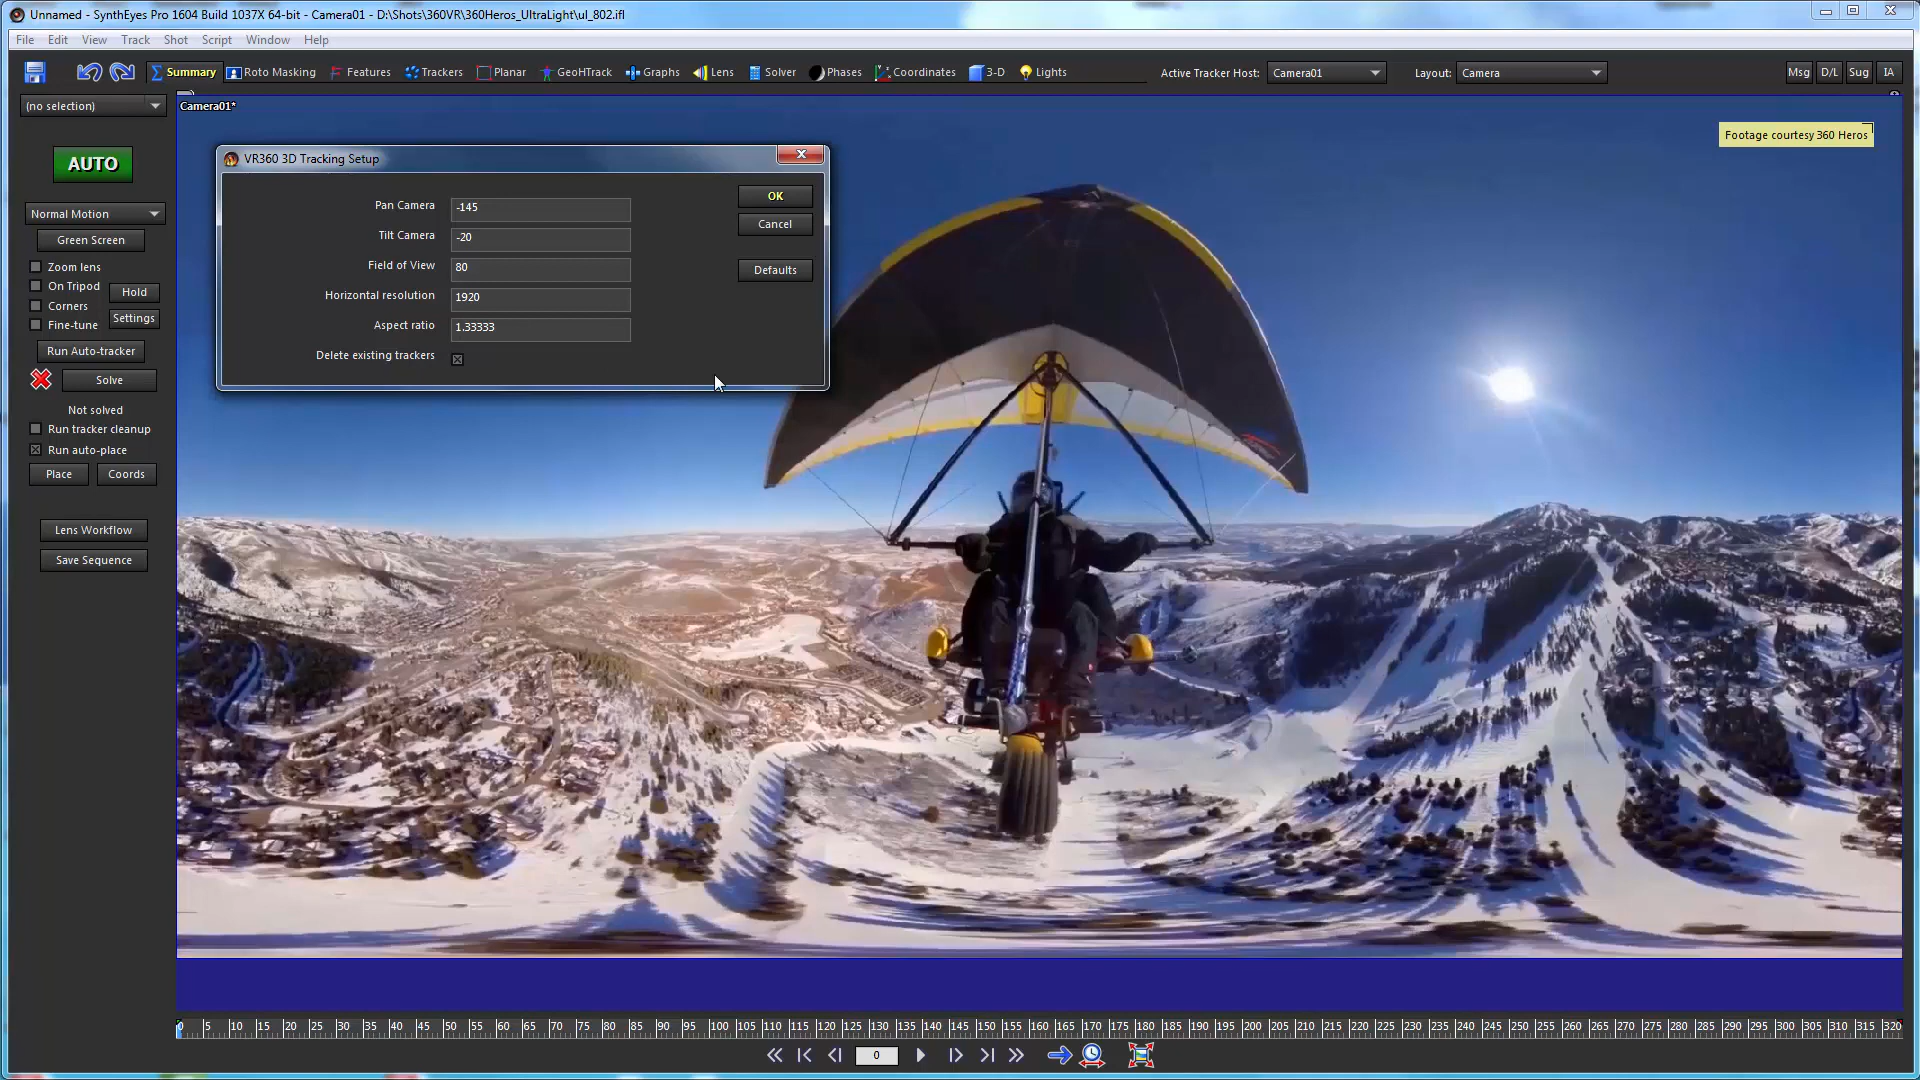 Unnamed - SynthEyes Pro 1604 Build 1037X 64-bit - Camera01 - D:\Shots\360VR\360Heros_UltraLight\ul_802.ifl
File Edit View Track Shot Script Window Help
Summary Roto Masking Features Trackers Planar GeoHTrack Graphs Lens Solver Phases Coordinates 3-D Lights Active Tracker Host: Camera01 Layout: Camera Msg D/L Sug IA
(no selection)
Camera01*
Footage courtesy 360 Heros
AUTO
Normal Motion
Green Screen
Zoom lens
On Tripod Hold
Corners
Fine-tune Settings
Run Auto-tracker
Solve
Not solved
Run tracker cleanup
Run auto-place
Place Coords
Lens Workflow
Save Sequence
VR360 3D Tracking Setup
Pan Camera -145
Tilt Camera -20
Field of View 80
Horizontal resolution 1920
Aspect ratio 1.33333
Delete existing trackers
OK
Cancel
Defaults
0 5 10 15 20 25 30 35 40 45 50 55 60 65 70 75 80 85 90 95 100 105 110 115 120 125 130 135 140 145 150 155 160 165 170 175 180 185 190 195 200 205 210 215 220 225 230 235 240 245 250 255 260 265 270 275 280 285 290 295 300 305 310 315 320
0